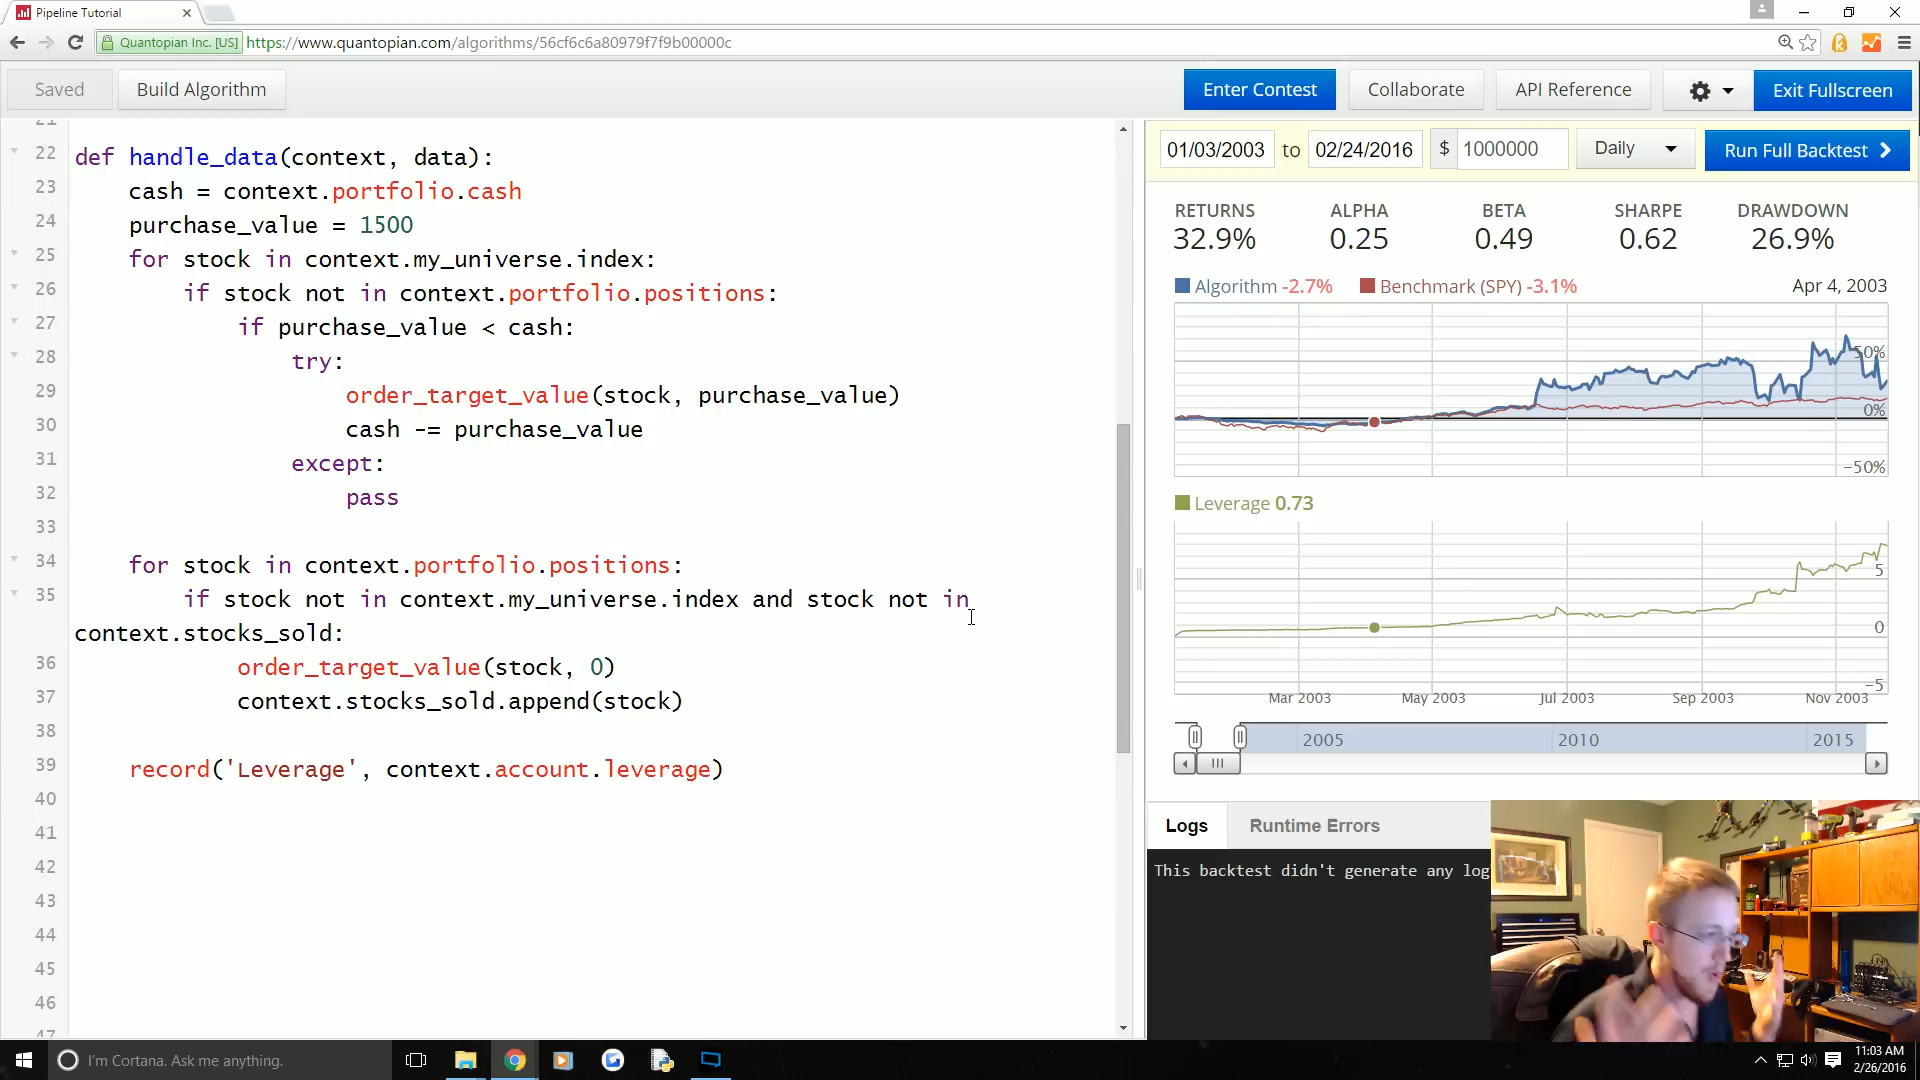 Pipeline Tutorial
Quantopian Inc. [US] https://www.quantopian.com/algorithms/56cf6c6a80979f7f9b00000c
Saved
Build Algorithm
Enter Contest
Collaborate
API Reference
Exit Fullscreen
21
22 def handle_data(context, data):
23 cash = context.portfolio.cash
24 purchase_value = 1500
25 for stock in context.my_universe.index:
26 if stock not in context.portfolio.positions:
27 if purchase_value < cash:
28 try:
29 order_target_value(stock, purchase_value)
30 cash -= purchase_value
31 except:
32 pass
33
34 for stock in context.portfolio.positions:
35 if stock not in context.my_universe.index and stock not in
context.stocks_sold:
36 order_target_value(stock, 0)
37 context.stocks_sold.append(stock)
38
39 record('Leverage', context.account.leverage)
40
41
42
43
44
45
46
47
01/03/2003 to 02/24/2016 $ 1000000 Daily Run Full Backtest
RETURNS ALPHA BETA SHARPE DRAWDOWN
32.9% 0.25 0.49 0.62 26.9%
Algorithm -2.7% Benchmark (SPY) -3.1% Apr 4, 2003
50%
0%
-50%
Leverage 0.73
5
0
-5
Mar 2003 May 2003 Jul 2003 Sep 2003 Nov 2003
2005 2010 2015
Logs Runtime Errors
This backtest didn't generate any log
I'm Cortana. Ask me anything.
11:03 AM
2/26/2016